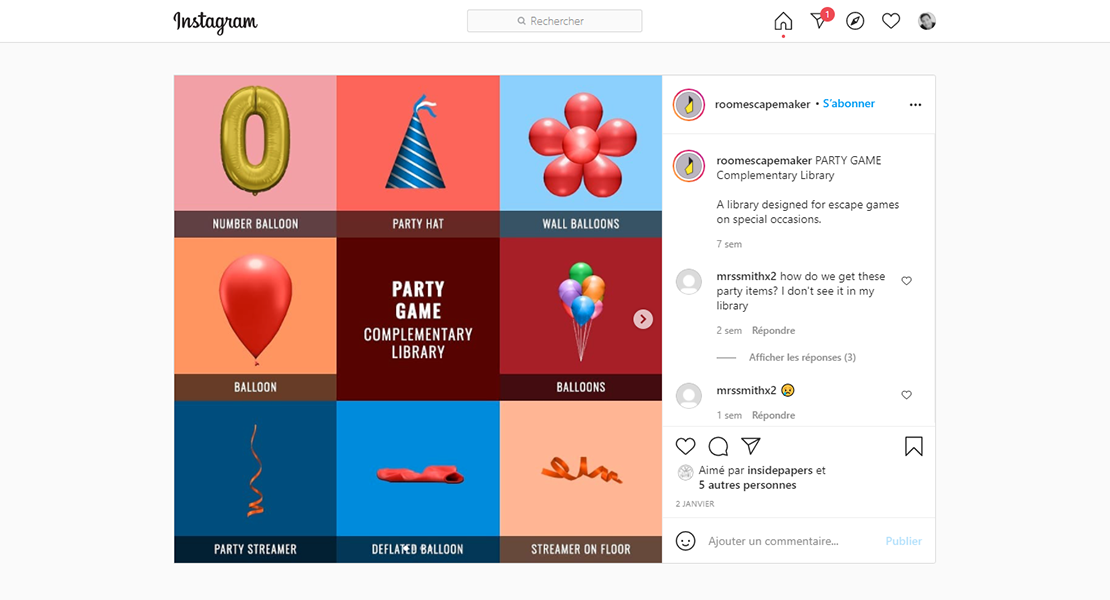 Instagram
Rechercher
1
NUMBER BALLOON
PARTY HAT
WALL BALLOONS
BALLOON
PARTY
GAME
COMPLEMENTARY
LIBRARY
BALLOONS
PARTY STREAMER
DEFLATED BALLOON
STREAMER ON FLOOR
roomescapemaker • S'abonner
roomescapemaker PARTY GAME
Complementary Library
A library designed for escape games
on special occasions.
7 sem
mrssmithx2 how do we get these
party items? I don't see it in my
library
2 sem Répondre
Afficher les réponses (3)
mrssmithx2 😢
1 sem Répondre
Aimé par insidepapers et
5 autres personnes
2 JANVIER
Ajouter un commentaire... Publier